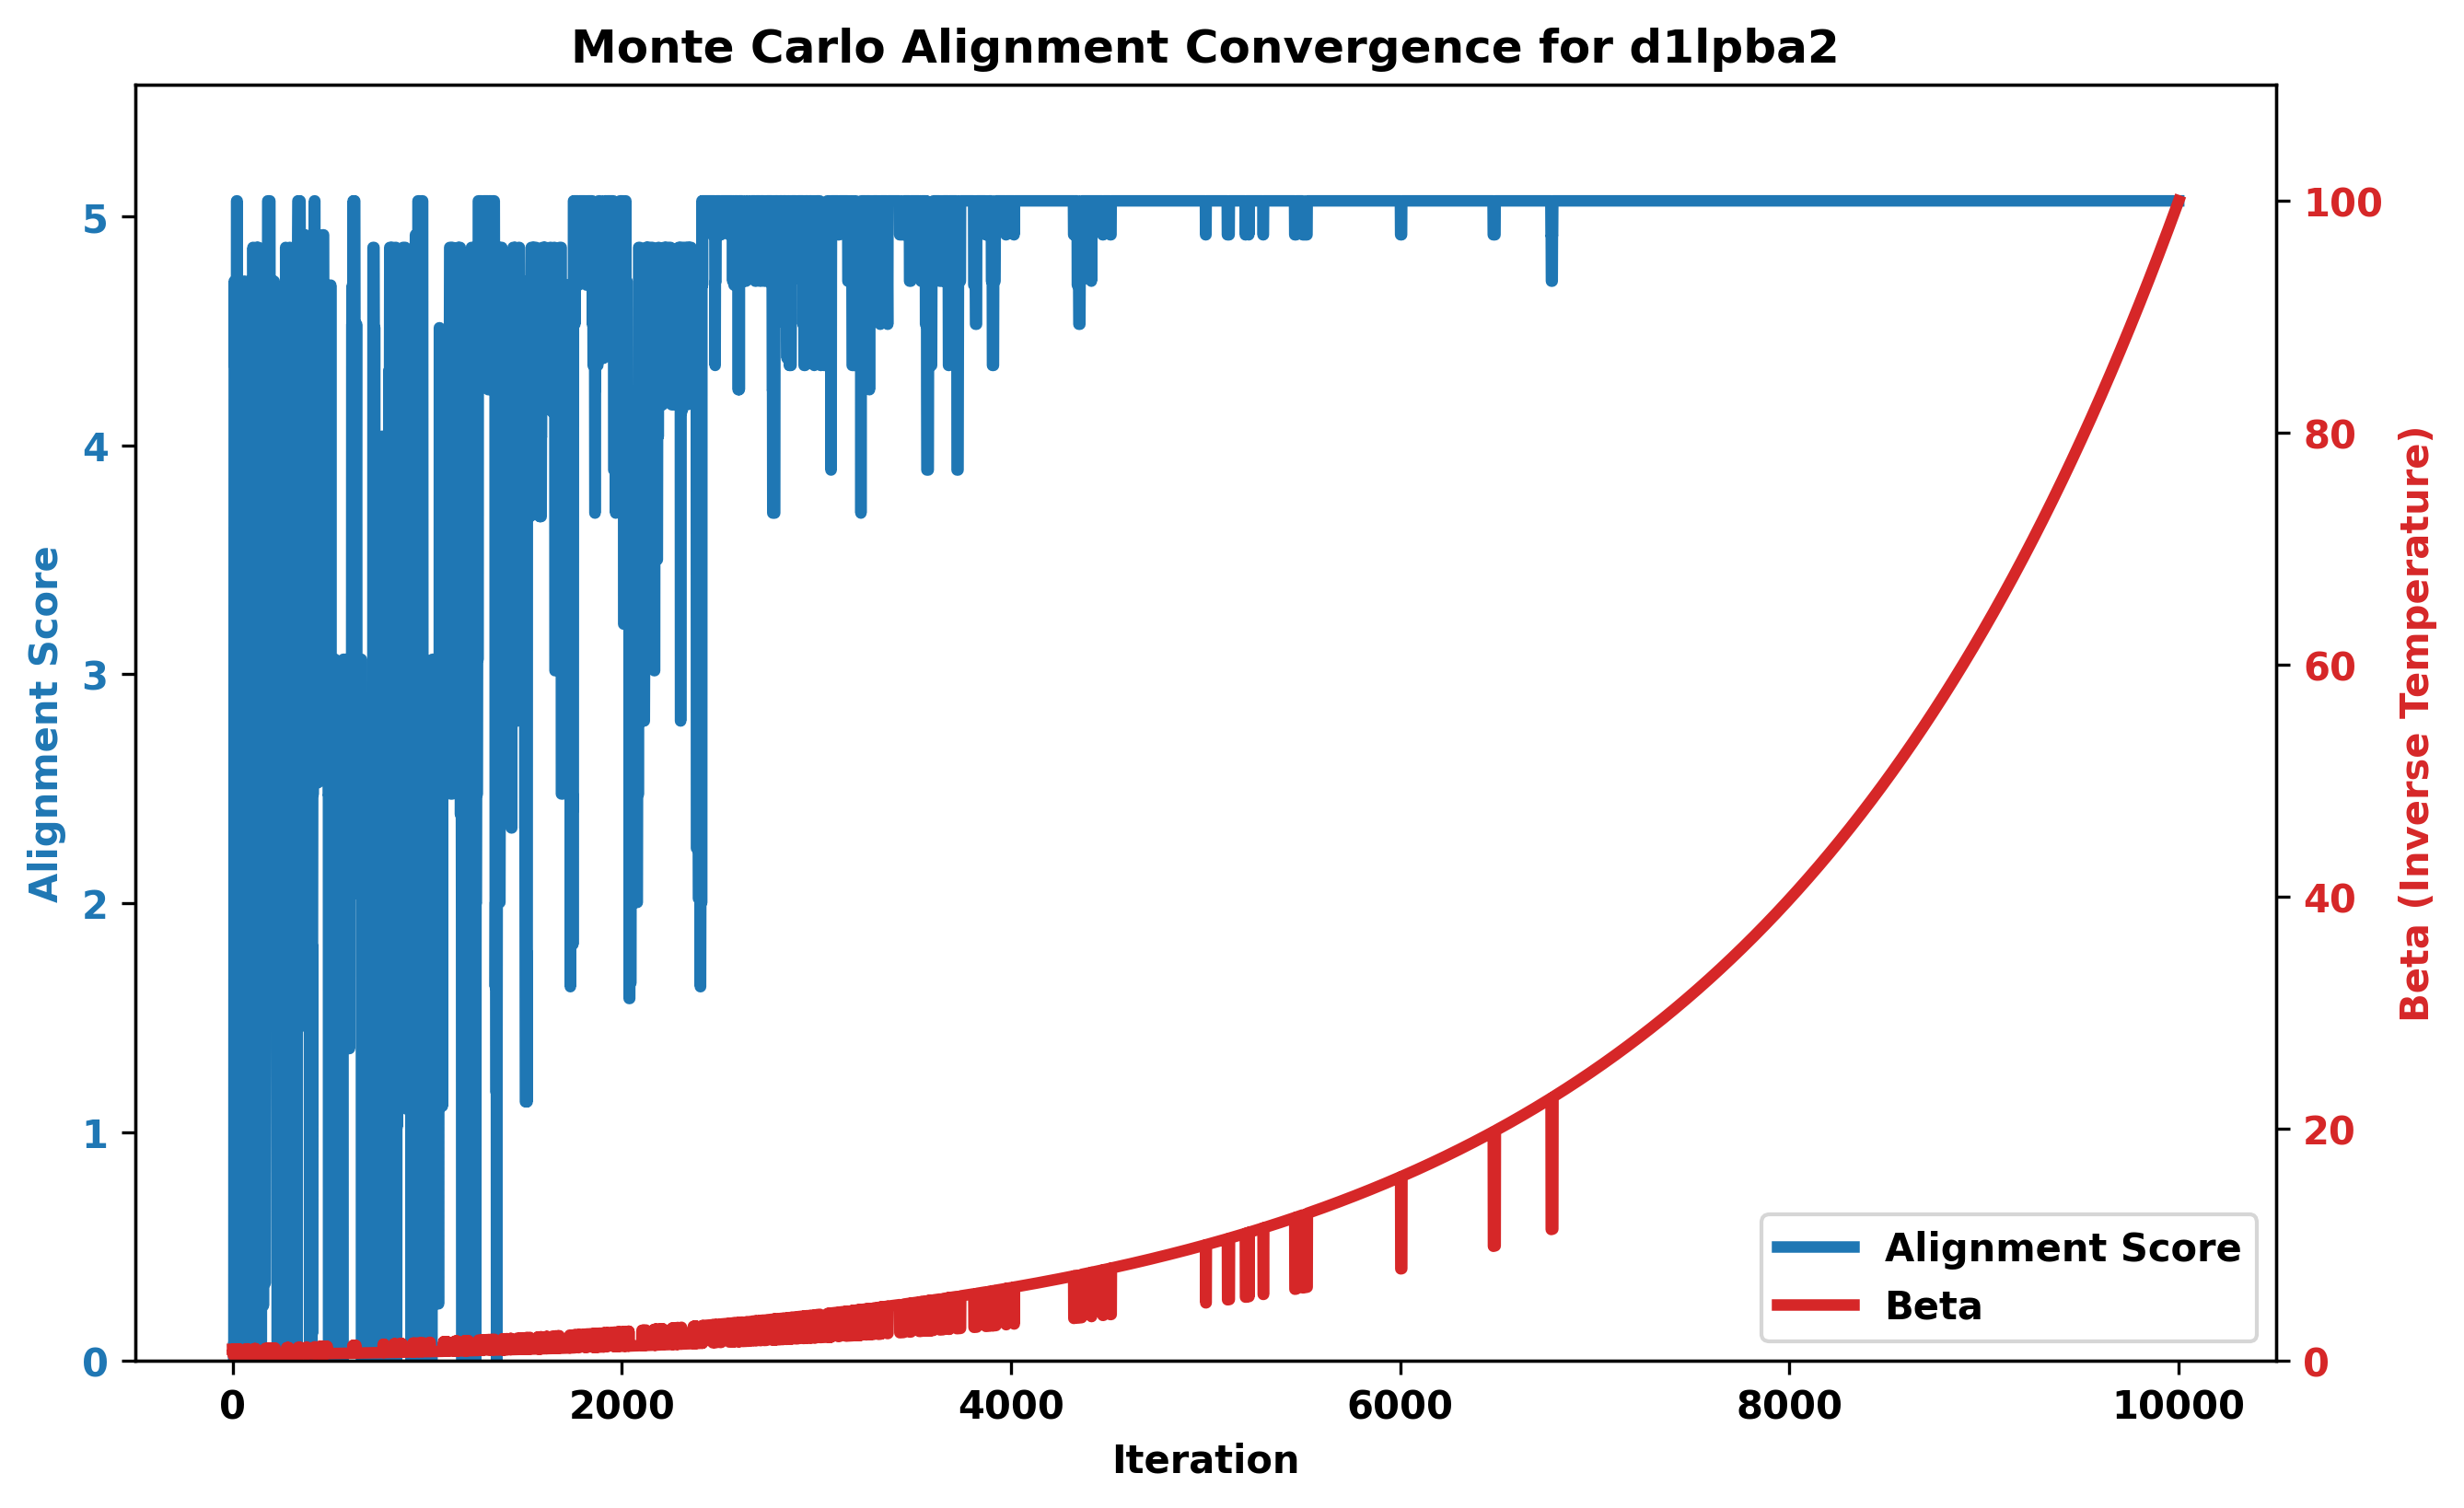 Monte Carlo Alignment Convergence for d1lpba2
5
4
3
2
1
0
Alignment Score
100
80
60
40
20
0
Beta (Inverse Temperature)
Alignment Score
Beta
0 2000 4000 6000 8000 10000
Iteration